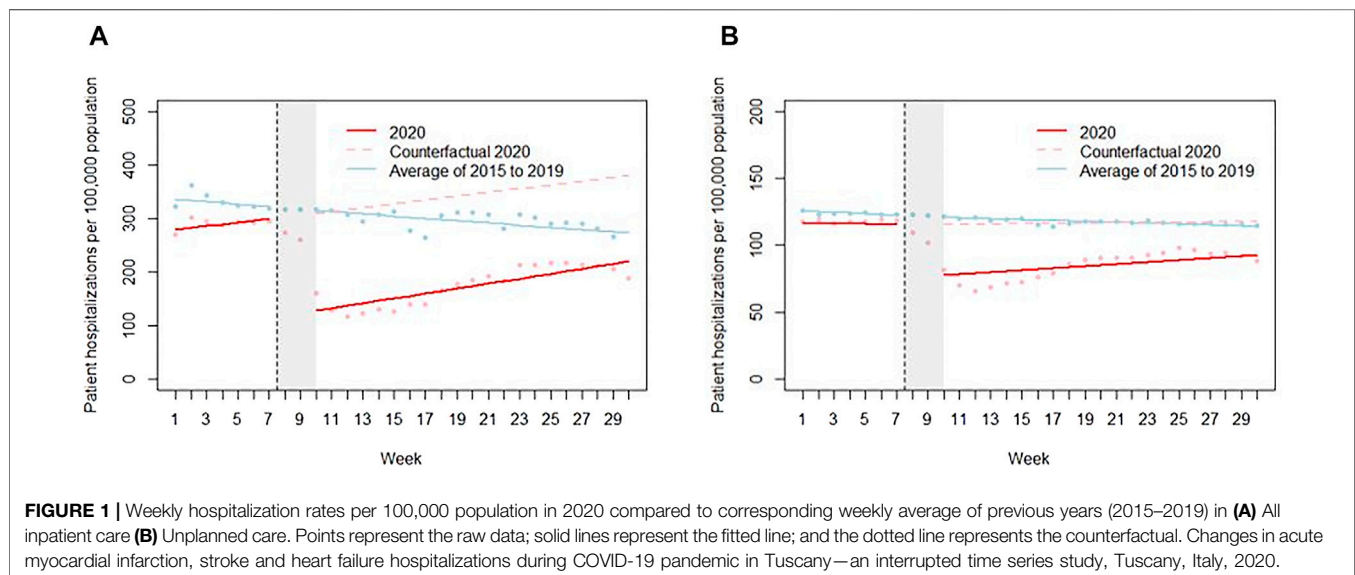 A
Patient hospitalizations per 100,000 population
500
400
300
200
100
0
2020
Counterfactual 2020
Average of 2015 to 2019
1 3 5 7 9 11 13 15 17 19 21 23 25 27 29
Week
B
Patient hospitalizations per 100,000 population
200
150
100
50
0
2020
Counterfactual 2020
Average of 2015 to 2019
1 3 5 7 9 11 13 15 17 19 21 23 25 27 29
Week
FIGURE 1 | Weekly hospitalization rates per 100,000 population in 2020 compared to corresponding weekly average of previous years (2015–2019) in (A) All
inpatient care (B) Unplanned care. Points represent the raw data; solid lines represent the fitted line; and the dotted line represents the counterfactual. Changes in acute
myocardial infarction, stroke and heart failure hospitalizations during COVID-19 pandemic in Tuscany—an interrupted time series study, Tuscany, Italy, 2020.